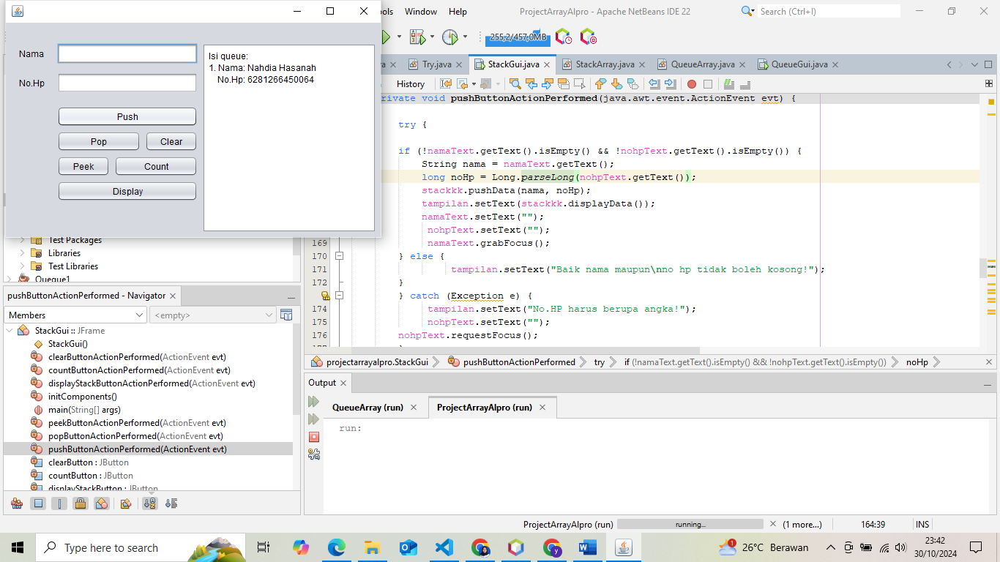 ols Window Help
ProjectArrayAlpro - Apache NetBeans IDE 22
Search (Ctrl+I)
255,2/457,0MB
Nama
No.Hp
Push
Pop
Clear
Peek
Count
Display
Isi queue:
1. Nama: Nahdia Hasanah
No.Hp: 6281266450064
va
Try.java
StackGui.java
StackArray.java
QueueArray.java
QueueGui.java
History
rivate void pushButtonActionPerformed(java.awt.event.ActionEvent evt) {
try {
if (!namaText.getText().isEmpty() && !nohpText.getText().isEmpty()) {
String nama = namaText.getText();
long noHp = Long.parseLong(nohpText.getText());
stackkk.pushData(nama, noHp);
tampilan.setText(stackkk.displayData());
namaText.setText("");
nohpText.setText("");
169 namaText.grabFocus();
170 } else {
171 tampilan.setText("Baik nama maupun\nno hp tidak boleh kosong!");
172 }
} catch (Exception e) {
174 tampilan.setText("No.HP harus berupa angka!");
175 nohpText.setText("");
176 nohpText.requestFocus();
Test Packages
Libraries
Test Libraries
Oueque1
pushButtonActionPerformed - Navigator
Members
<empty>
StackGui :: JFrame
StackGui()
clearButtonActionPerformed(ActionEvent evt)
countButtonActionPerformed(ActionEvent evt)
displayStackButtonActionPerformed(ActionEvent evt)
initComponents()
main(String[] args)
peekButtonActionPerformed(ActionEvent evt)
popButtonActionPerformed(ActionEvent evt)
pushButtonActionPerformed(ActionEvent evt)
clearButton : JButton
countButton : JButton
displayStackButton : JButton
projectarrayalpro.StackGui
pushButtonActionPerformed
try
if (!namaText.getText().isEmpty() && !nohpText.getText().isEmpty())
noHp
Output
QueueArray (run)
ProjectArrayAlpro (run)
run:
ProjectArrayAlpro (run)
running...
(1 more...)
164:39
INS
Type here to search
26°C Berawan
23:42
30/10/2024